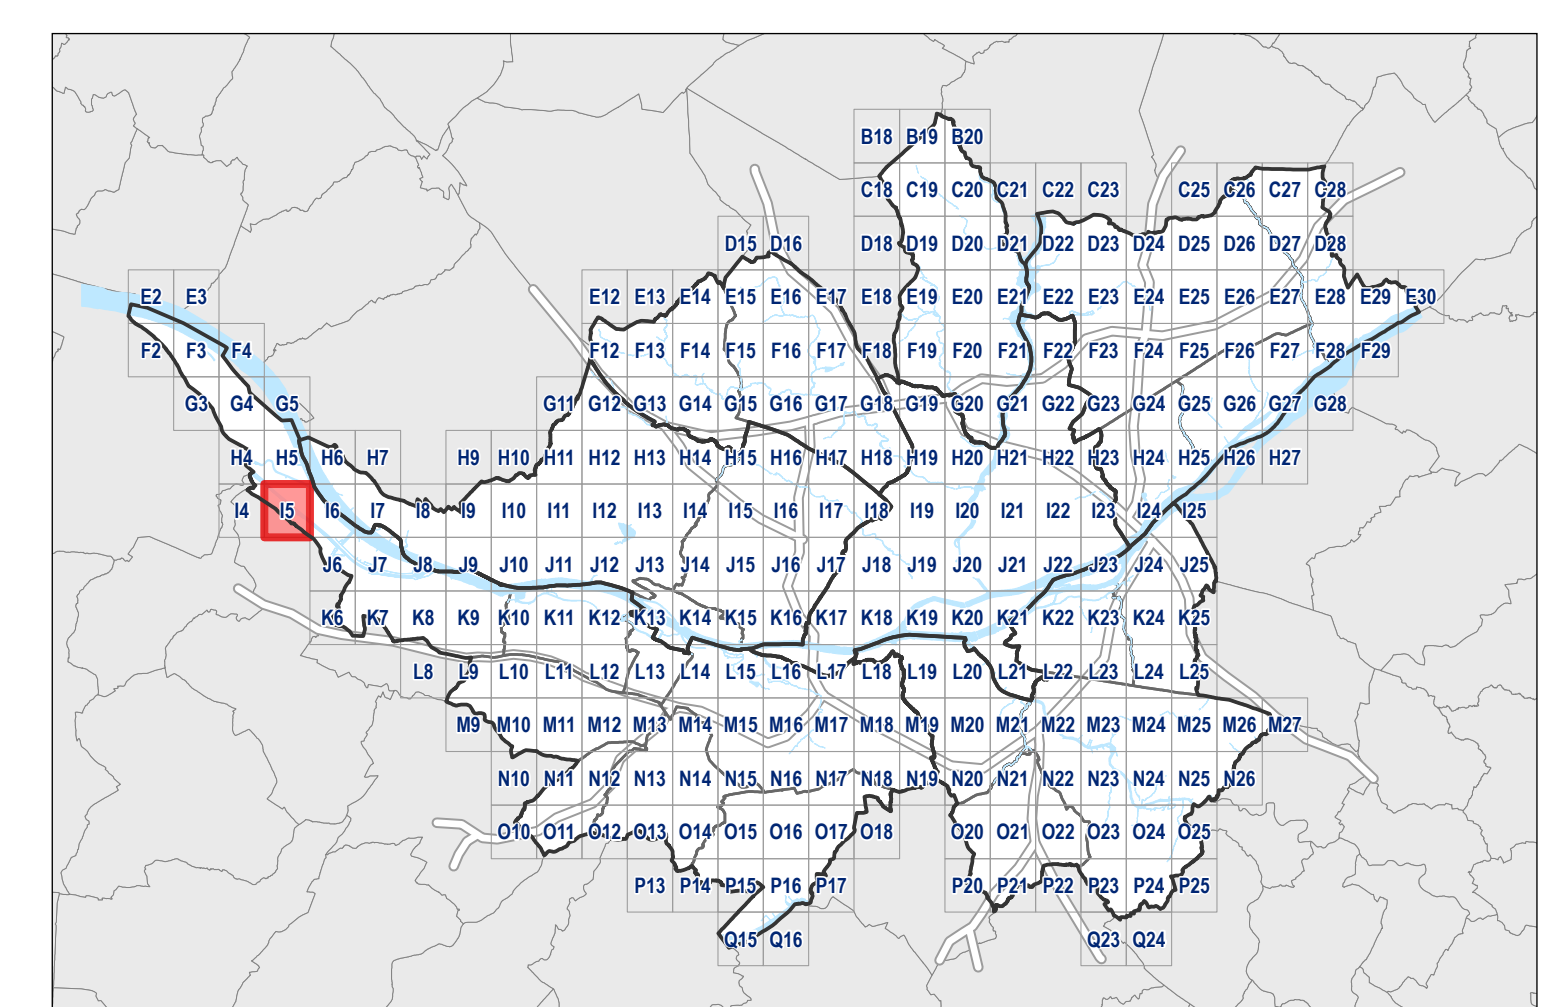 B18 B19 B20
C18 C19 C20 C21 C22 C23 C25 C26 C27 C28
D15 D16 D18 D19 D20 D21 D22 D23 D24 D25 D26 D27 D28
E2 E3 E12 E13 E14 E15 E16 E17 E18 E19 E20 E21 E22 E23 E24 E25 E26 E27 E28 E29 E30
F2 F3 F4 F12 F13 F14 F15 F16 F17 F18 F19 F20 F21 F22 F23 F24 F25 F26 F27 F28 F29
G3 G4 G5 G11 G12 G13 G14 G15 G16 G17 G18 G19 G20 G21 G22 G23 G24 G25 G26 G27 G28
H4 H5 H6 H7 H9 H10 H11 H12 H13 H14 H15 H16 H17 H18 H19 H20 H21 H22 H23 H24 H25 H26 H27
I4 I5 I6 I7 I8 I9 I10 I11 I12 I13 I14 I15 I16 I17 I18 I19 I20 I21 I22 I23 I24 I25
J6 J7 J8 J9 J10 J11 J12 J13 J14 J15 J16 J17 J18 J19 J20 J21 J22 J23 J24 J25
K6 K7 K8 K9 K10 K11 K12 K13 K14 K15 K16 K17 K18 K19 K20 K21 K22 K23 K24 K25
L8 L9 L10 L11 L12 L13 L14 L15 L16 L17 L18 L19 L20 L21 L22 L23 L24 L25
M9 M10 M11 M12 M13 M14 M15 M16 M17 M18 M19 M20 M21 M22 M23 M24 M25 M26 M27
N10 N11 N12 N13 N14 N15 N16 N17 N18 N19 N20 N21 N22 N23 N24 N25 N26
O10 O11 O12 O13 O14 O15 O16 O17 O18 O20 O21 O22 O23 O24 O25
P13 P14 P15 P16 P17 P20 P21 P22 P23 P24 P25
Q15 Q16 Q23 Q24